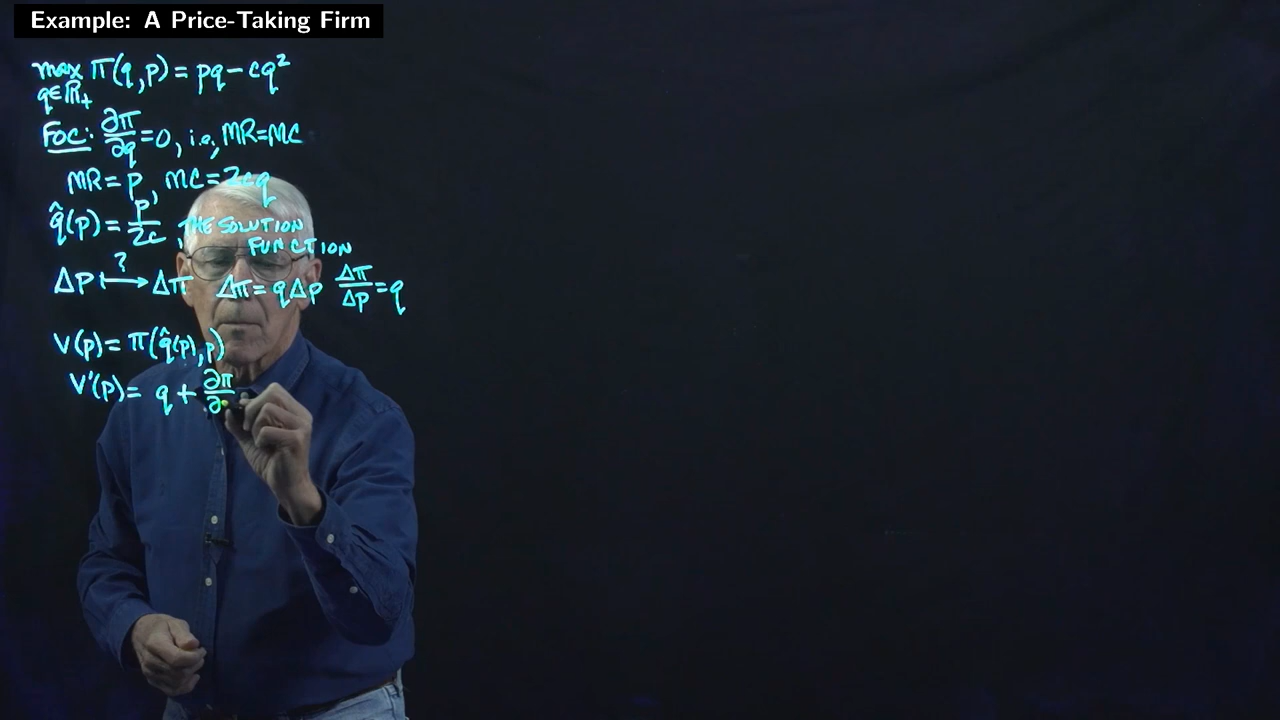 Example: A Price-Taking Firm
max π(q,p) = pq - cq²
q∈ℝ₊
FOC: ∂π/∂q = 0, i.e., MR=MC
MR = p, MC = 2cq
q̂(p) = p/2c, THE SOLUTION
FUNCTION
Δp ↦? Δπ Δπ = qΔp Δπ/Δp = q
V(p) = π(q̂(p), p)
V'(p) = q + ∂π/∂